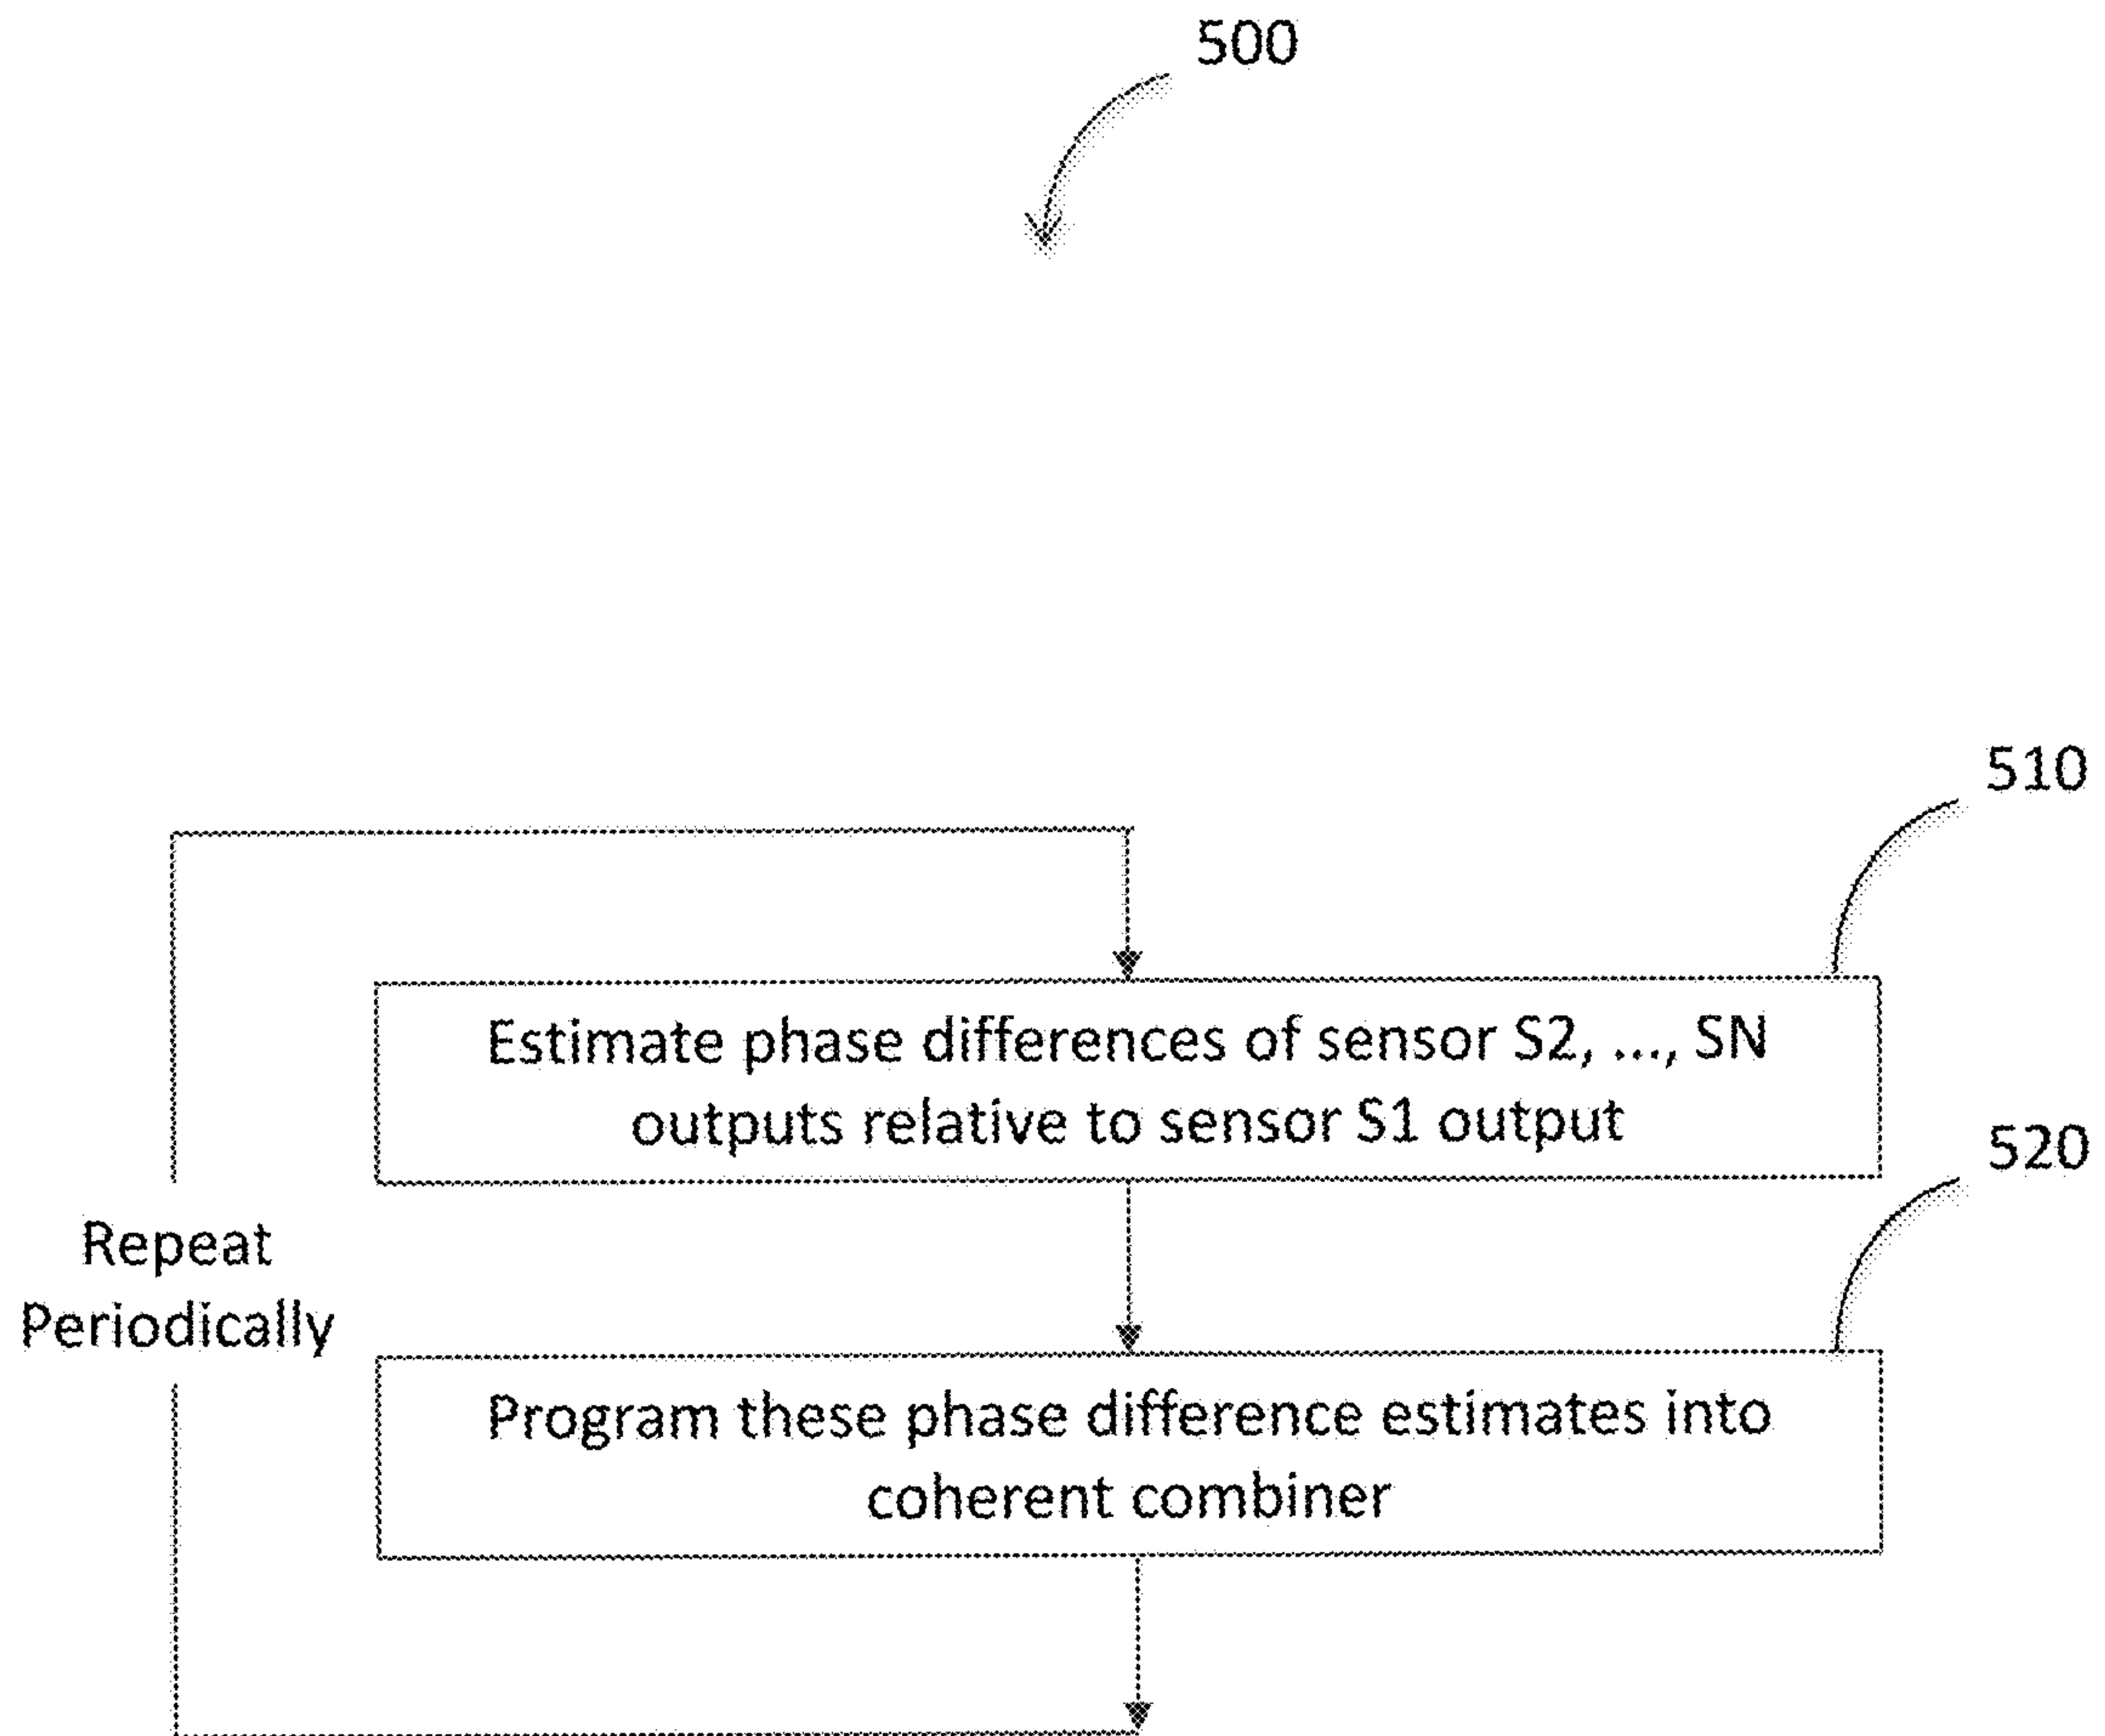 500
510
Estimate phase differences of sensor S2, ..., SN
outputs relative to sensor S1 output
520
Repeat
Periodically
Program these phase difference estimates into
coherent combiner